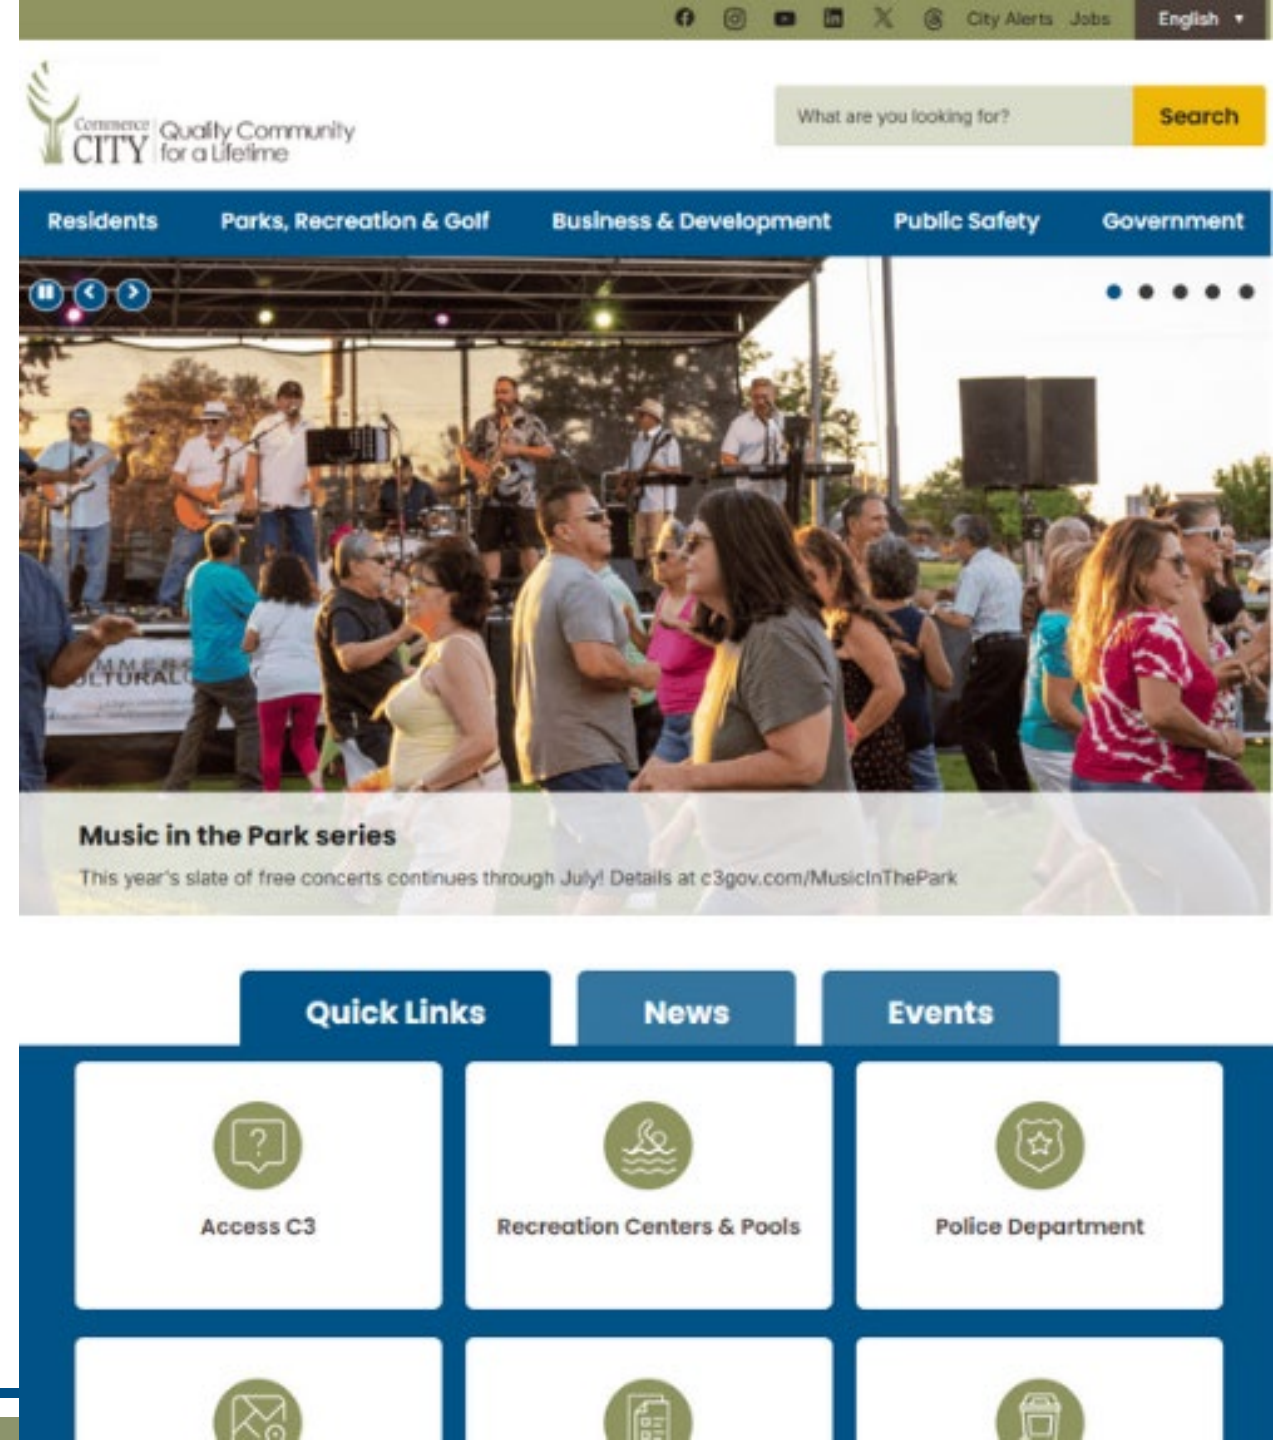 City Alerts Jobs English
Commerce
CITY
Quality Community
for a Lifetime
What are you looking for? Search
Residents Parks, Recreation & Golf Business & Development Public Safety Government
Music in the Park series
This year's slate of free concerts continues through July! Details at c3gov.com/MusicInThePark
Quick Links News Events
Access C3 Recreation Centers & Pools Police Department